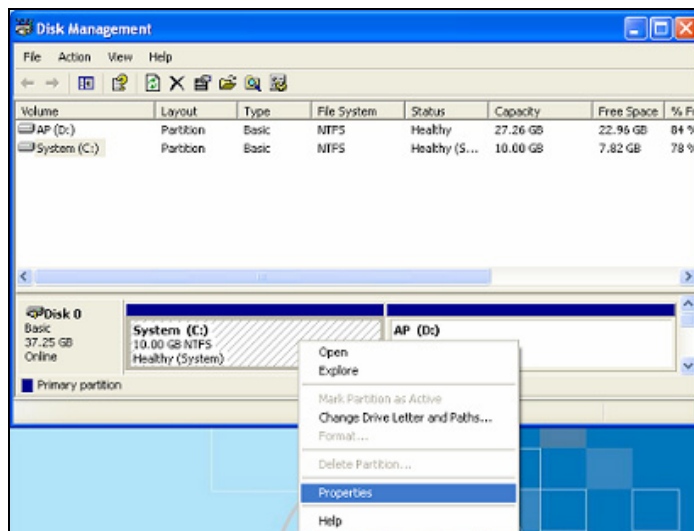 Disk Management
File Action View Help
Volume Layout Type File System Status Capacity Free Space % F
AP (D:) Partition Basic NTFS Healthy 27.26 GB 22.96 GB 84 %
System (C:) Partition Basic NTFS Healthy (S... 10.00 GB 7.82 GB 78 %
Disk 0
Basic
37.25 GB
Online
System (C:)
10.00 GB NTFS
Healthy (System)
AP (D:)
Primary partition
Open
Explore
Mark Partition as Active
Change Drive Letter and Paths...
Format...
Delete Partition...
Properties
Help